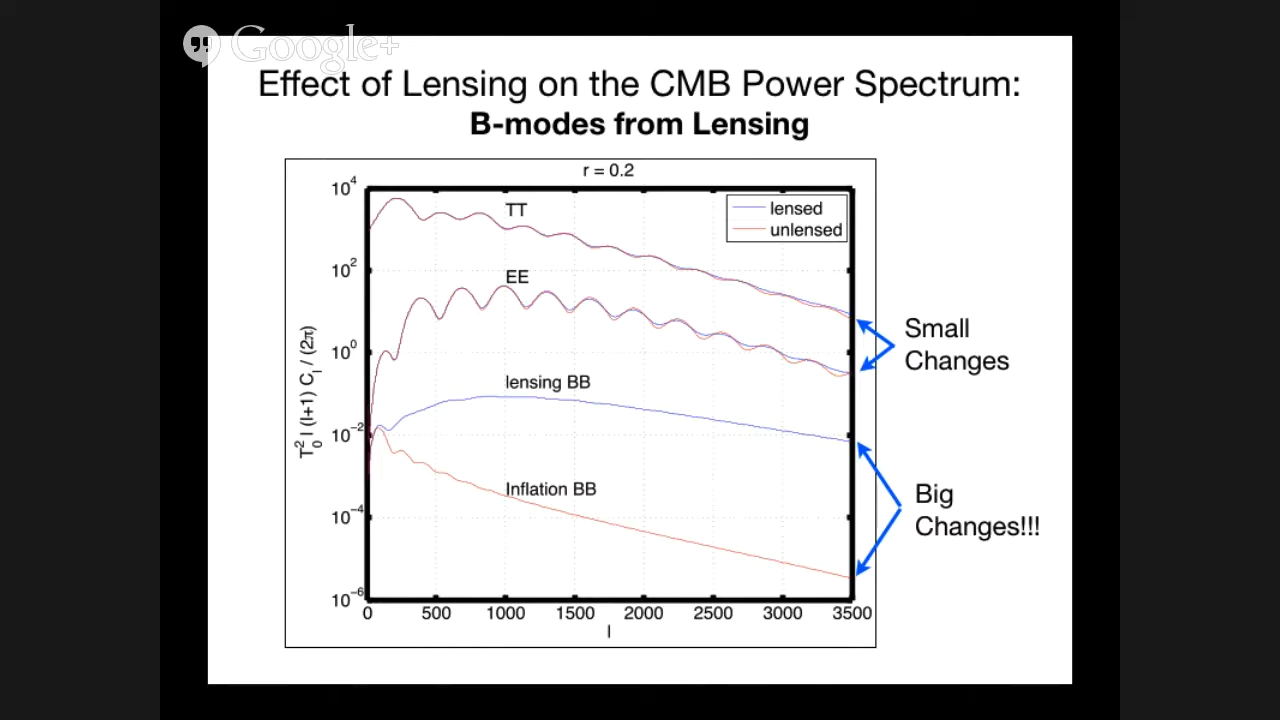 Google+
Effect of Lensing on the CMB Power Spectrum:
B-modes from Lensing
r = 0.2
10^4
10^2
10^0
10^-2
10^-4
10^-6
T_0^2 l (l+1) C_l / (2π)
TT
EE
lensing BB
Inflation BB
lensed
unlensed
Small
Changes
Big
Changes!!!
0 500 1000 1500 2000 2500 3000 3500
l